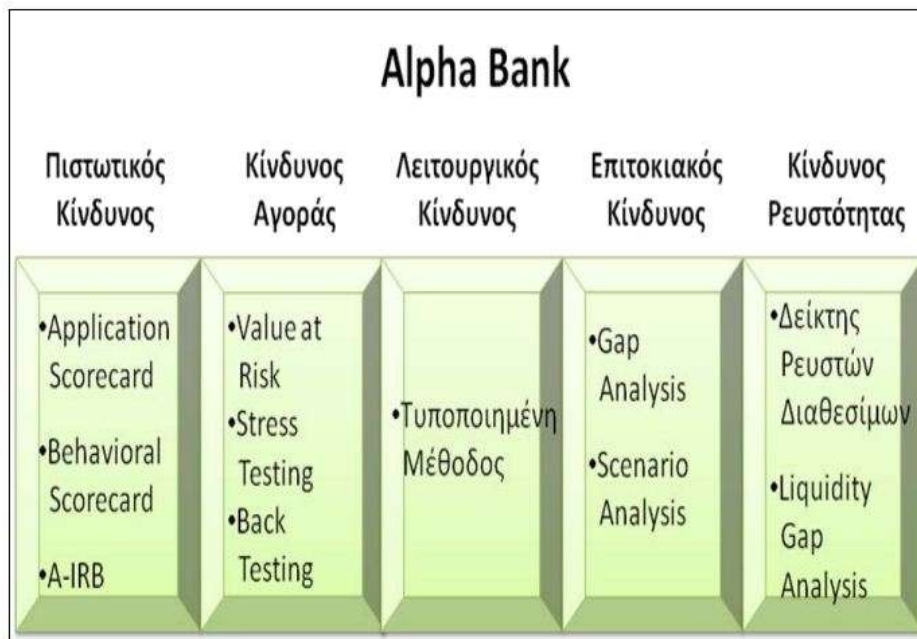 Alpha Bank
Πιστωτικός
Κίνδυνος
Κίνδυνος
Αγοράς
Λειτουργικός
Κίνδυνος
Επιτοκιακός
Κίνδυνος
Κίνδυνος
Ρευστότητας
•Application
Scorecard
•Behavioral
Scorecard
•A-IRB
•Value at
Risk
•Stress
Testing
•Back
Testing
•Τυποποιημένη
Μέθοδος
•Gap
Analysis
•Scenario
Analysis
•Δείκτης
Ρευστών
Διαθεσίμων
•Liquidity
Gap
Analysis